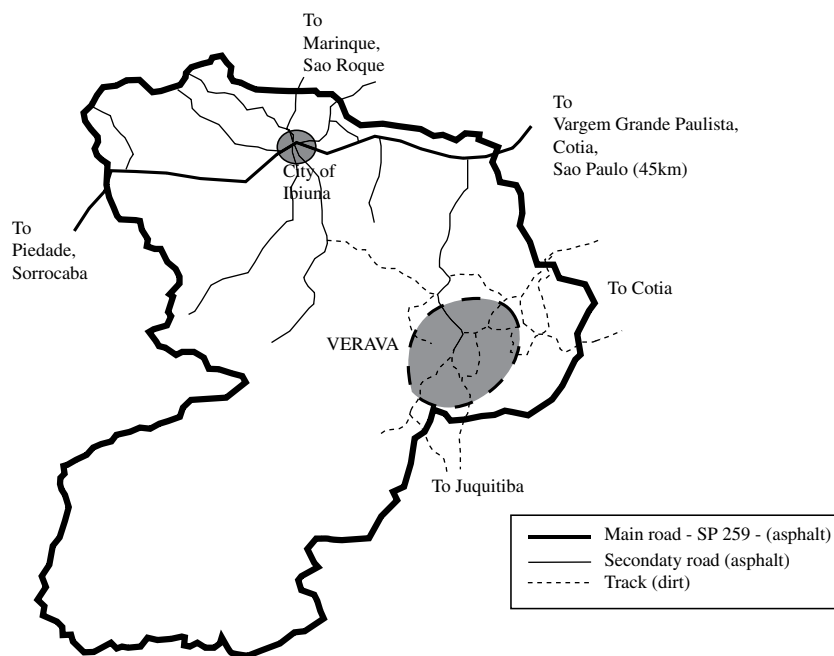 To
Marinque,
Sao Roque
To
Vargem Grande Paulista,
Cotia,
Sao Paulo (45km)
City of
Ibiuna
To
Piedade,
Sorrocaba
To Cotia
VERAVA
To Juquitiba
Main road - SP 259 - (asphalt)
Secondaty road (asphalt)
Track (dirt)